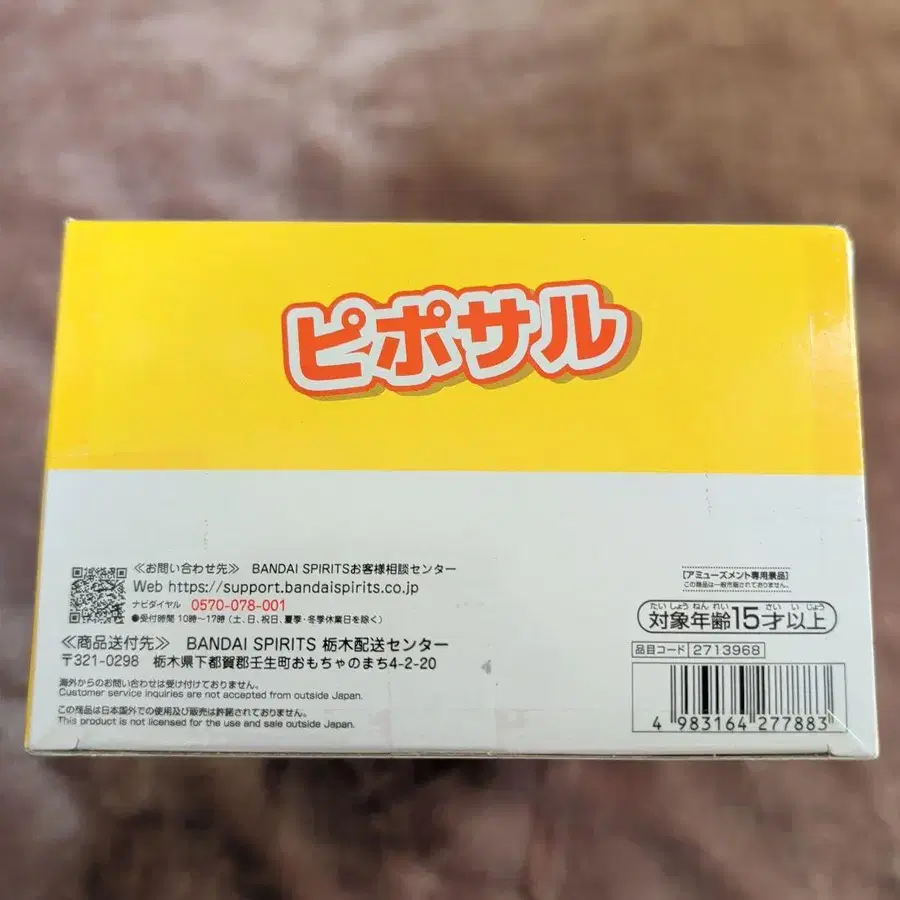 ピポサル
≪お問い合わせ先≫ BANDAI SPIRITSお客様相談センター
Web https://support.bandaispirits.co.jp
ナビダイヤル 0570-078-001
●受付時間 10時～17時 (土、日、祝日、夏季・冬季休業日を除く)
≪商品送付先≫ BANDAI SPIRITS 栃木配送センター
〒321-0298 栃木県下都賀郡壬生町おもちゃのまち4-2-20
海外からのお問い合わせは受け付けておりません。
Customer service inquiries are not accepted from outside Japan.
この商品は日本国外での使用及び販売は許諾されておりません。
This product is not licensed for the use and sale outside Japan.
[アミューズメント専用景品]
この商品は一般市販されておりません。
たいしょうねんれい さいいじょう
対象年齢15才以上
品目コード 2713968
4 983164 277883